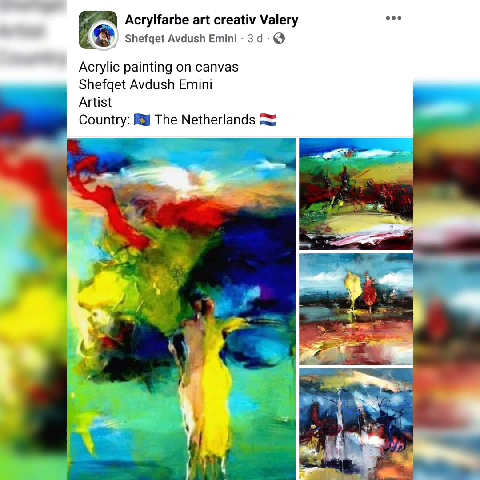 Acrylfarbe art creativ Valery
Shefqet Avdush Emini · 3 d ·
Acrylic painting on canvas
Shefqet Avdush Emini
Artist
Country: 🇽🇰 The Netherlands 🇳🇱